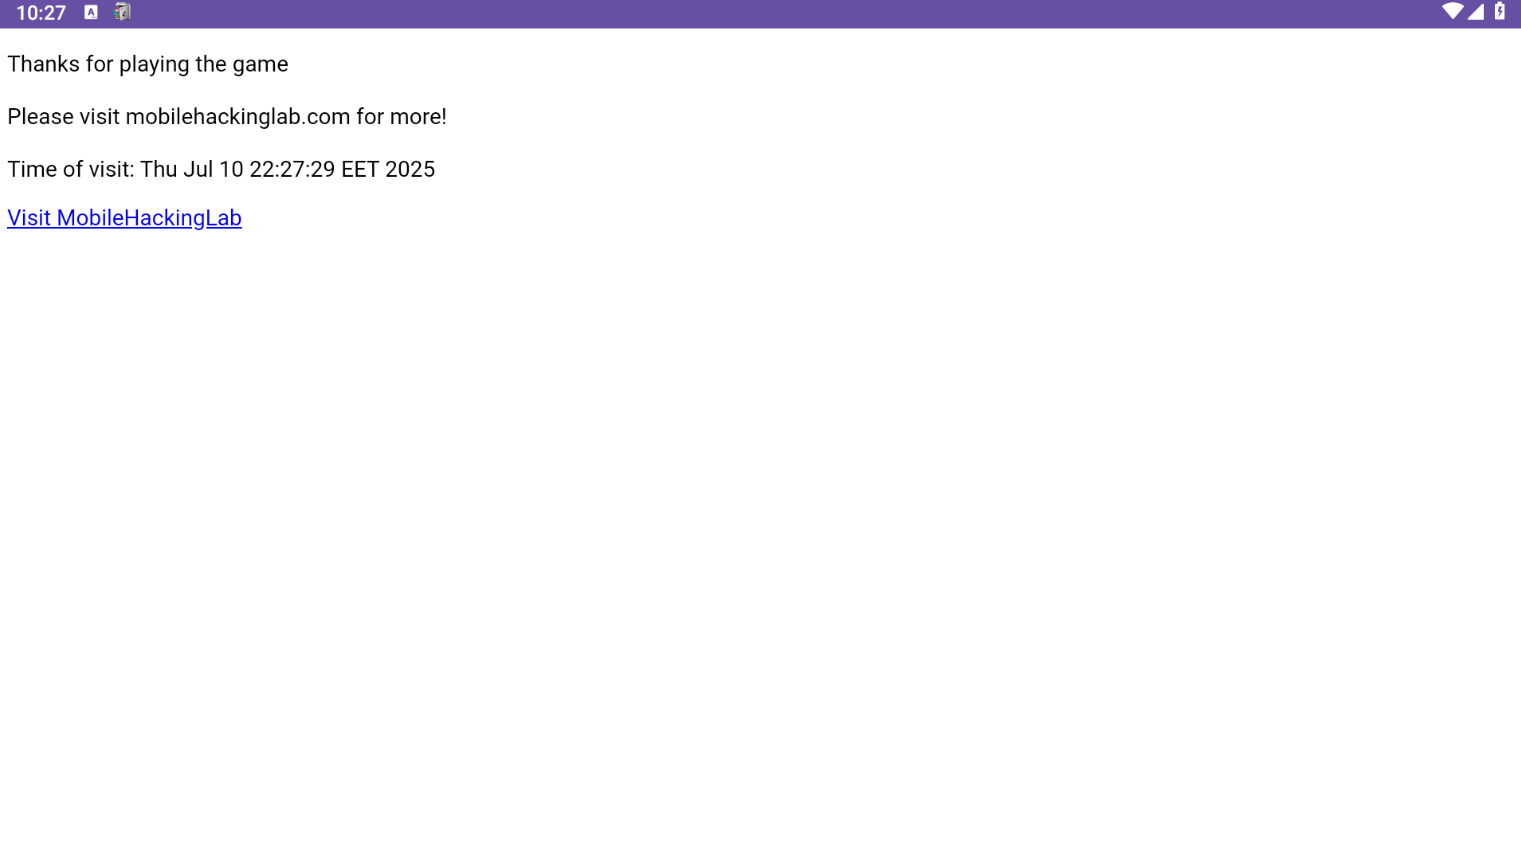 10:27
Thanks for playing the game
Please visit mobilehackinglab.com for more!
Time of visit: Thu Jul 10 22:27:29 EET 2025
Visit MobileHackingLab